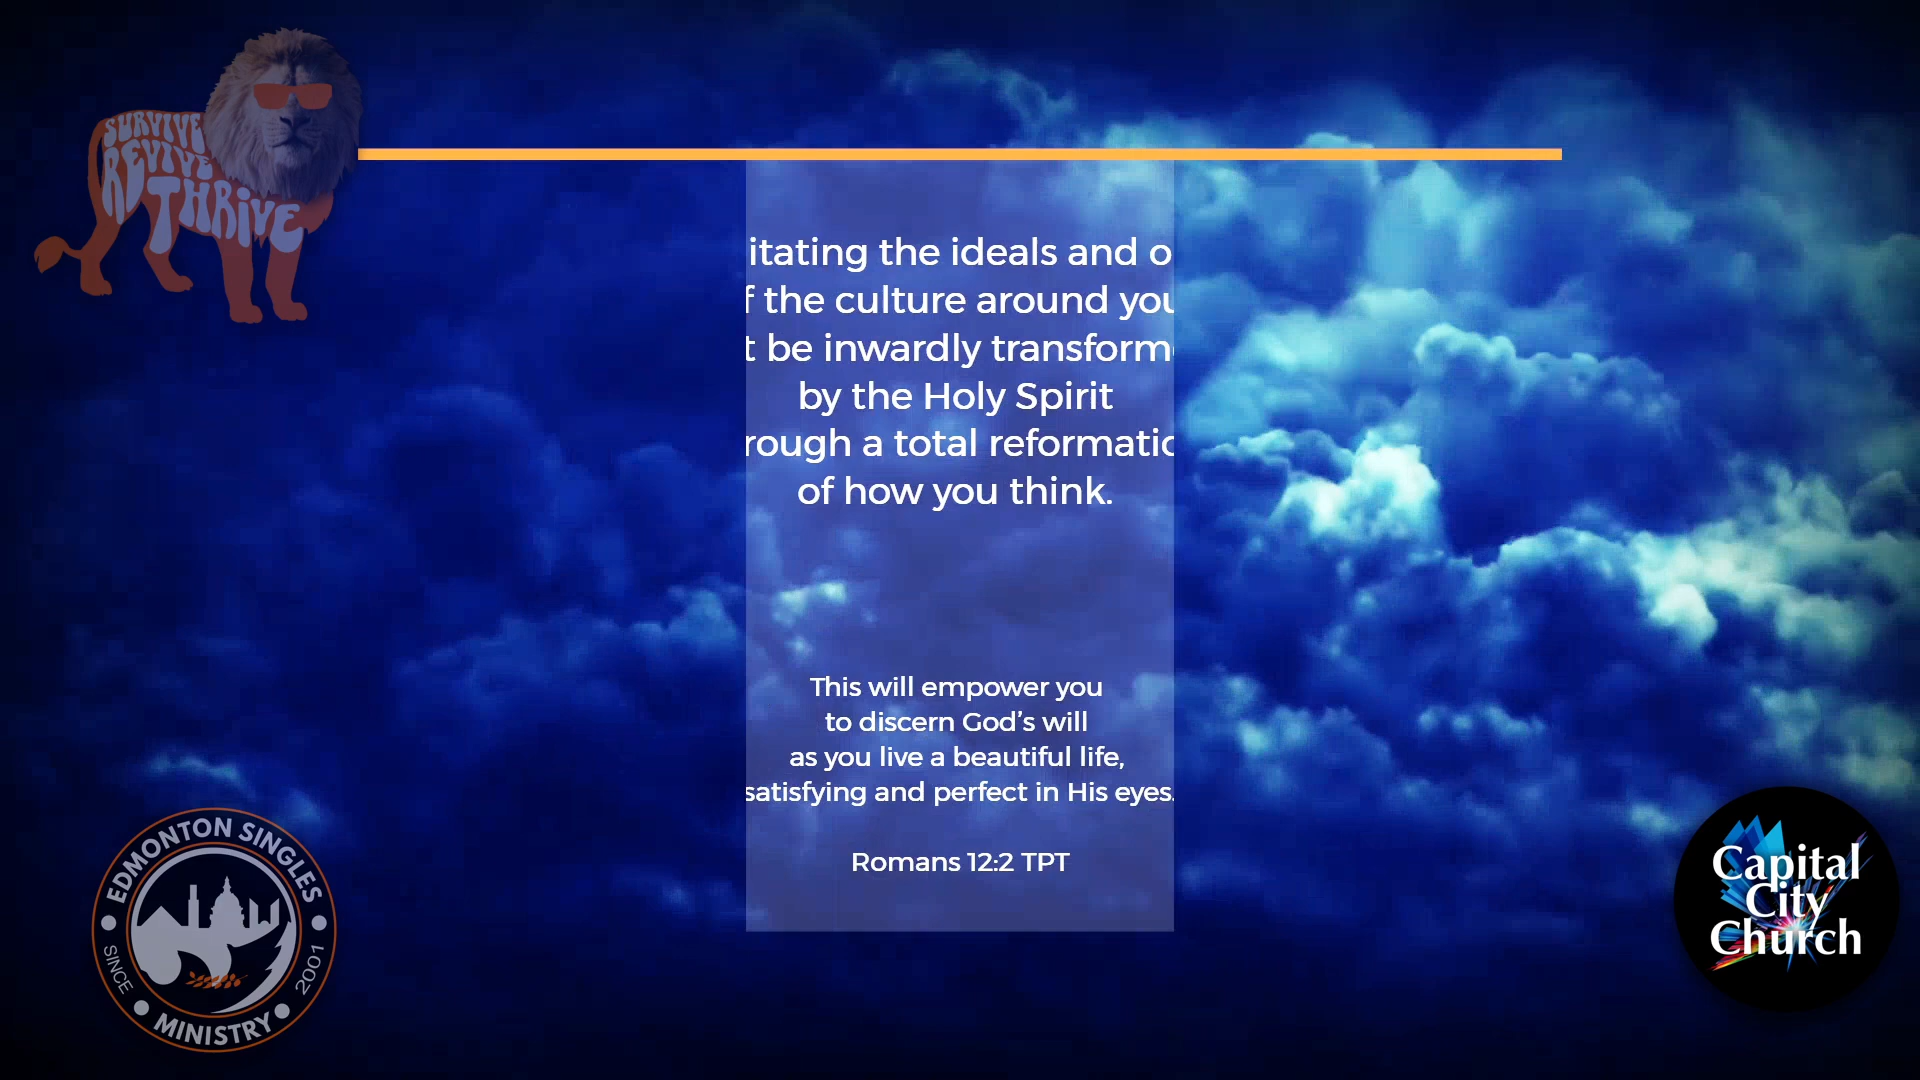 SURVIVE
REVIVE
THRIVE
itating the ideals and o
f the culture around you
t be inwardly transform
by the Holy Spirit
rough a total reformatio
of how you think.
This will empower you
to discern God’s will
as you live a beautiful life,
satisfying and perfect in His eyes.
Romans 12:2 TPT
EDMONTON SINGLES
SINCE 2001
MINISTRY
Capital
City
Church